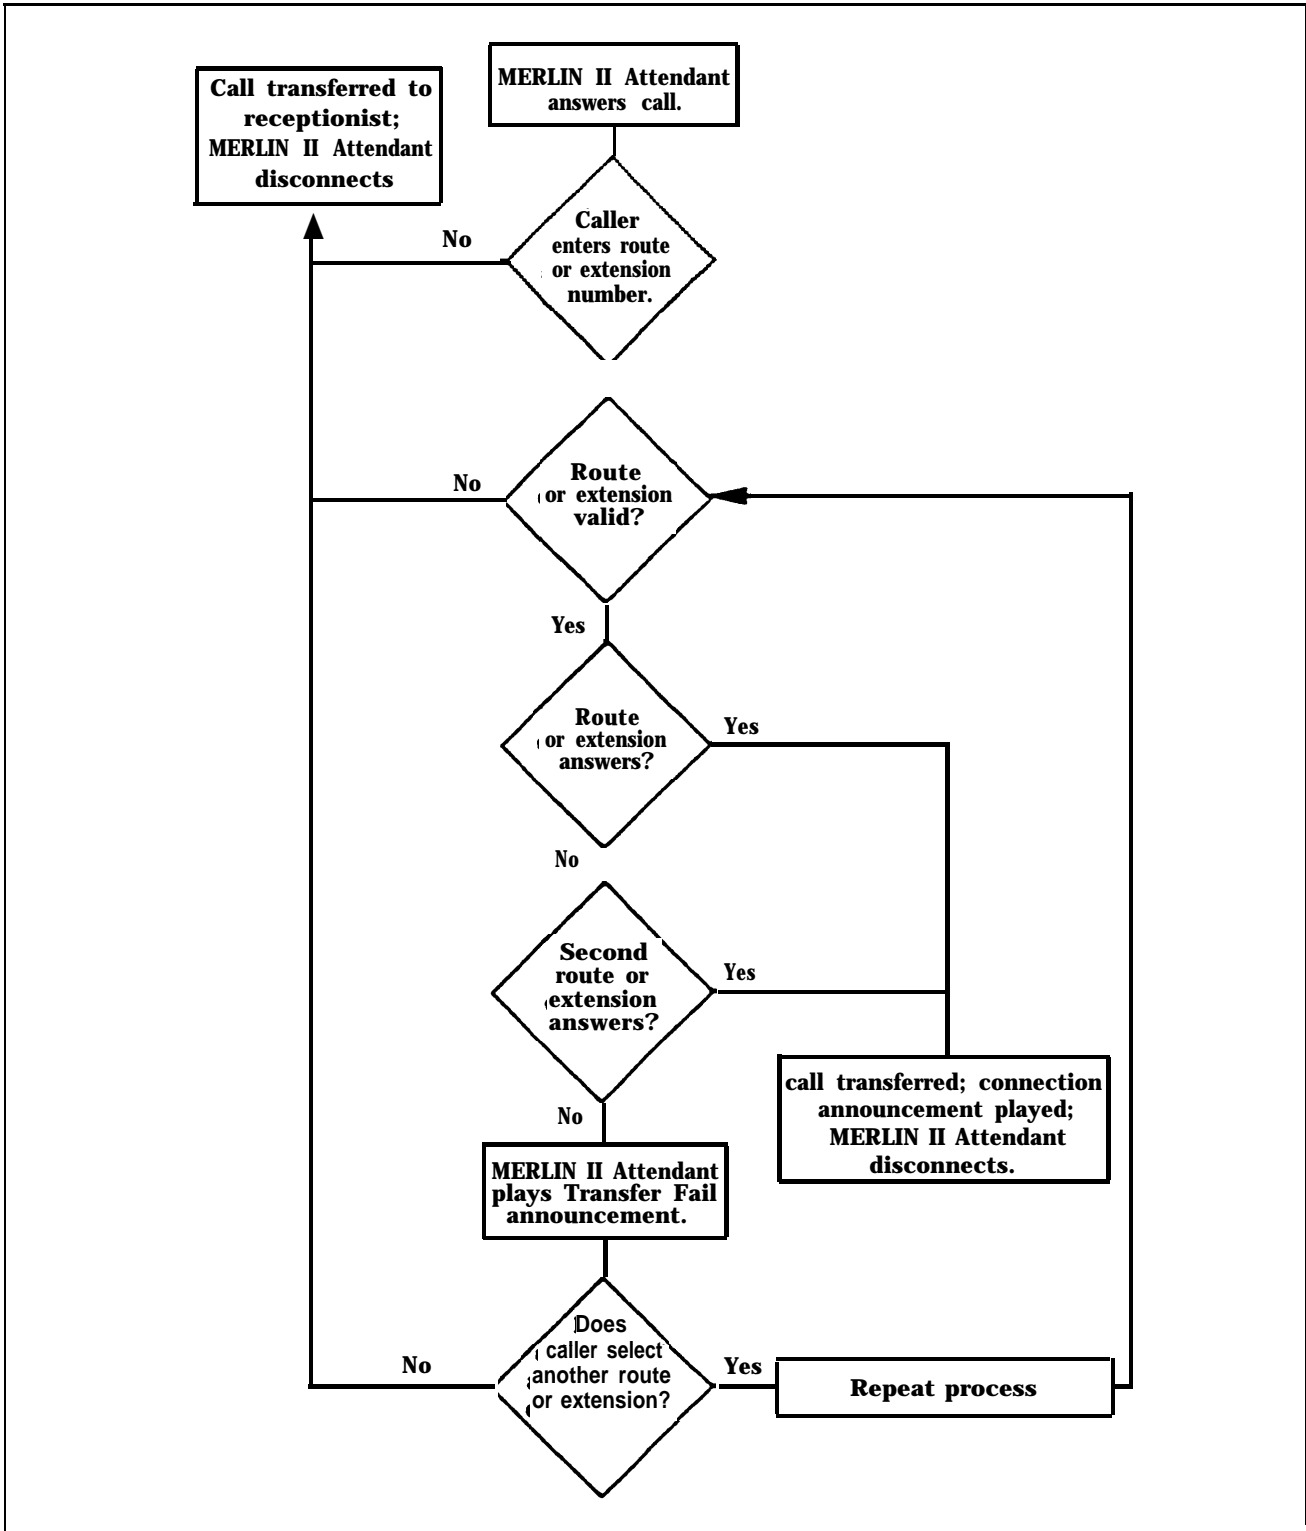 Call transferred to
receptionist;
MERLIN II Attendant
disconnects
MERLIN II Attendant
answers call.
Caller
enters route
or extension
number.
No
Route
or extension
valid?
No
Yes
Route
or extension
answers?
Yes
No
Second
route or
extension
answers?
Yes
No
call transferred; connection
announcement played;
MERLIN II Attendant
disconnects.
MERLIN II Attendant
plays Transfer Fail
announcement.
Does
caller select
another route
or extension?
No
Yes
Repeat process